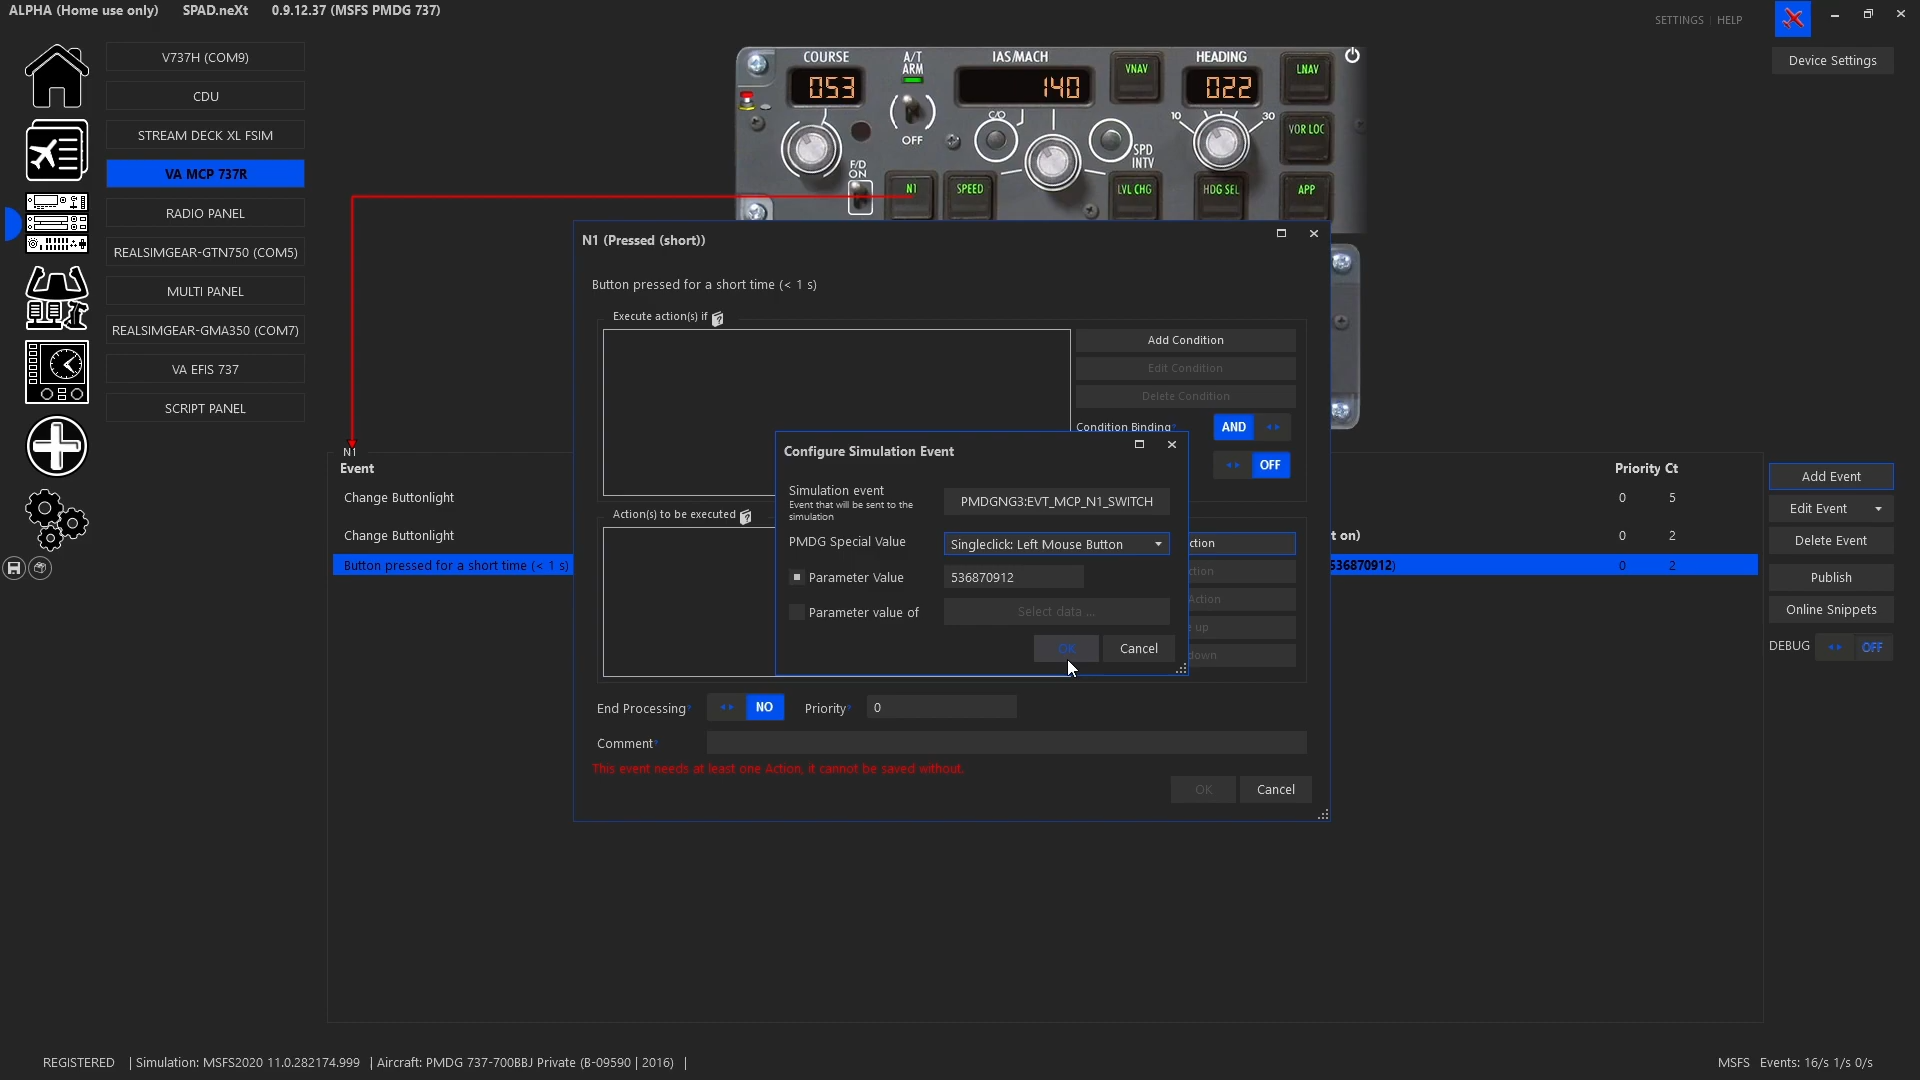 ALPHA (Home use only) SPAD.neXt 0.9.12.37 (MSFS PMDG 737)
SETTINGS | HELP
Device Settings
V737H (COM9)
CDU
STREAM DECK XL FSIM
VA MCP 737R
RADIO PANEL
REALSIMGEAR-GTN750 (COM5)
MULTI PANEL
REALSIMGEAR-GMA350 (COM7)
VA EFIS 737
SCRIPT PANEL
COURSE
053
A/T
ARM
OFF
IAS/MACH
140
VNAV
HEADING
022
LNAV
C/O
SPD
INTV
10
30
VOR LOC
F/D
ON
N1
SPEED
LVL CHG
HDG SEL
APP
N1 (Pressed (short))
Button pressed for a short time (< 1 s)
Execute action(s) if
Add Condition
Edit Condition
Delete Condition
Condition Binding
AND
OFF
Configure Simulation Event
Simulation event
Event that will be sent to the
simulation
PMDGNG3:EVT_MCP_N1_SWITCH
PMDG Special Value
Singleclick: Left Mouse Button
Parameter Value
536870912
Parameter value of
Select data ...
OK
Cancel
Action(s) to be executed
ction
ction
Action
e up
down
End Processing
NO
Priority
0
Comment
This event needs at least one Action, it cannot be saved without.
OK
Cancel
N1
Event
Priority Ct
Change Buttonlight
0 5
Change Buttonlight
t on)
0 2
Button pressed for a short time (< 1 s)
536870912)
0 2
Add Event
Edit Event
Delete Event
Publish
Online Snippets
DEBUG
OFF
REGISTERED | Simulation: MSFS2020 11.0.282174.999 | Aircraft: PMDG 737-700BBJ Private (B-09590 | 2016) |
MSFS Events: 16/s 1/s 0/s